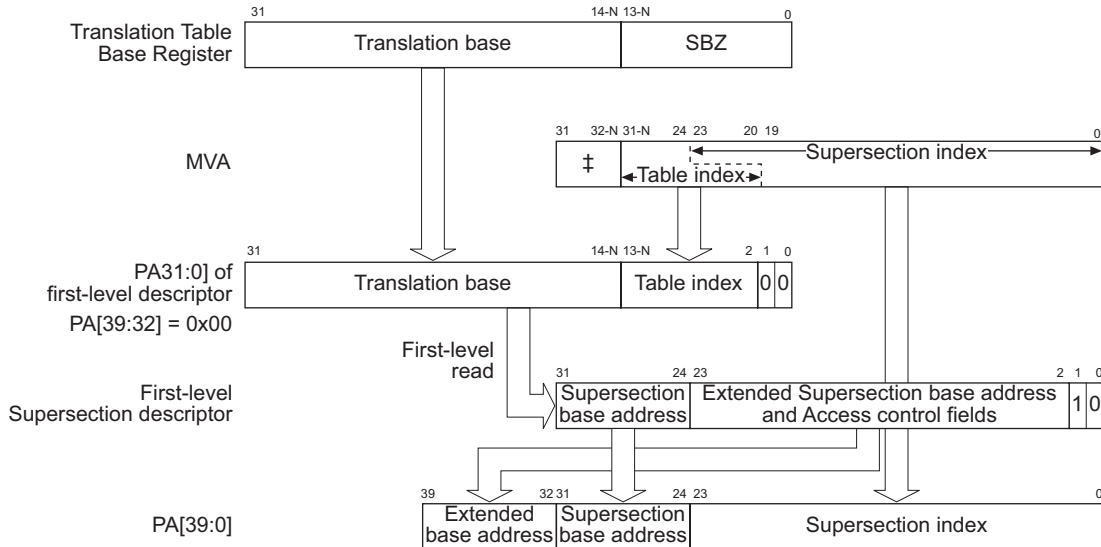 31 14-N 13-N 0
Translation Table
Base Register
Translation base SBZ
31 32-N 31-N 24 23 20 19 0
MVA
‡
Supersection index
Table index
31 14-N 13-N 2 1 0
PA31:0] of
first-level descriptor
PA[39:32] = 0x00
Translation base Table index 0 0
First-level
read
31 24 23 2 1 0
First-level
Supersection descriptor
Supersection
base address
Extended Supersection base address
and Access control fields
1 0
39 32 31 24 23 0
PA[39:0]
Extended
base address
Supersection
base address
Supersection index